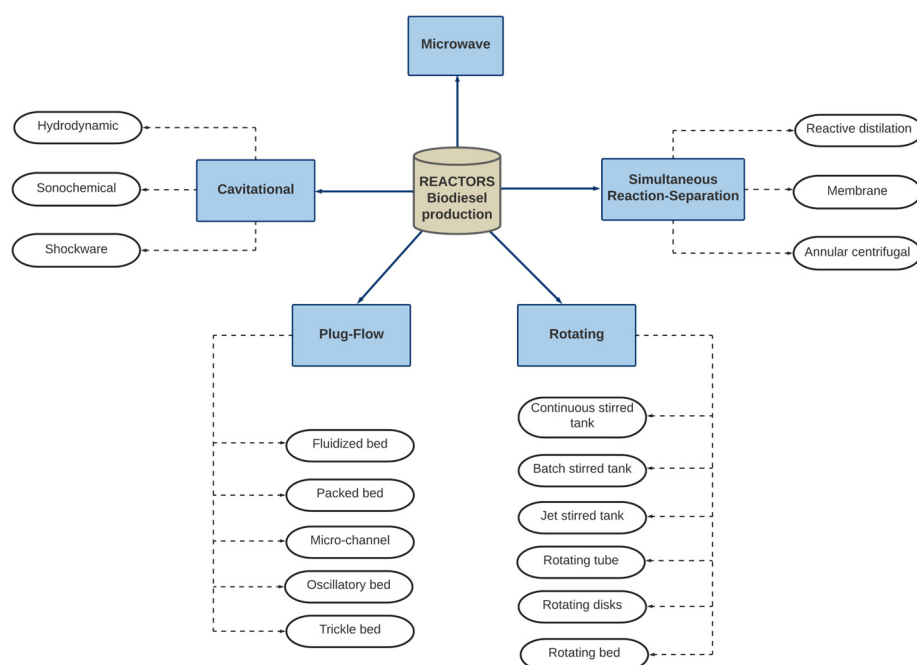 Microwave
Hydrodynamic
Sonochemical
Shockware
Cavitational
REACTORS
Biodiesel
production
Simultaneous
Reaction-Separation
Reactive distilation
Membrane
Annular centrifugal
Plug-Flow
Fluidized bed
Packed bed
Micro-channel
Oscillatory bed
Trickle bed
Rotating
Continuous stirred
tank
Batch stirred tank
Jet stirred tank
Rotating tube
Rotating disks
Rotating bed